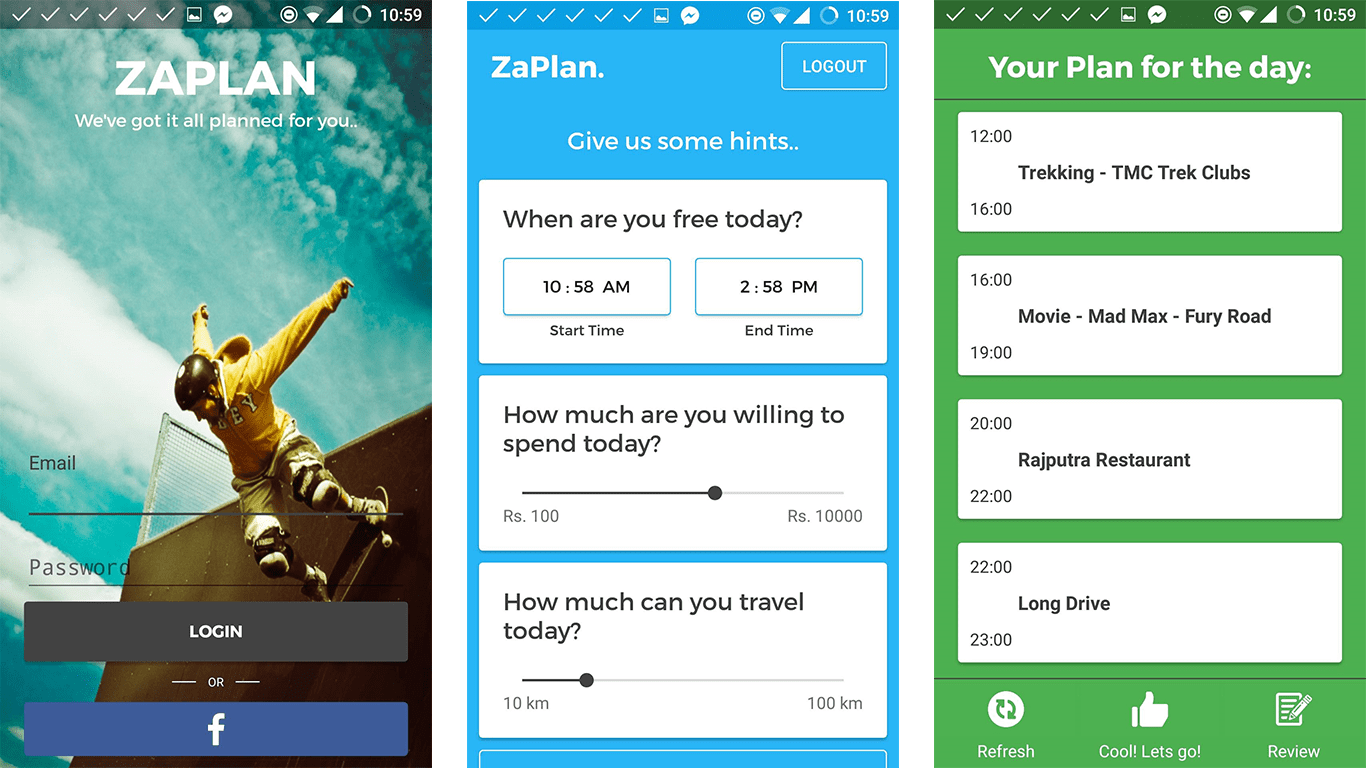 10:59
ZAPLAN
We've got it all planned for you..
Email
Password
LOGIN
OR
f
10:59
ZaPlan.
LOGOUT
Give us some hints..
When are you free today?
10 : 58 AM
2 : 58 PM
Start Time
End Time
How much are you willing to
spend today?
Rs. 100
Rs. 10000
How much can you travel
today?
10 km
100 km
10:59
Your Plan for the day:
12:00
Trekking - TMC Trek Clubs
16:00
16:00
Movie - Mad Max - Fury Road
19:00
20:00
Rajputra Restaurant
22:00
22:00
Long Drive
23:00
Refresh
Cool! Lets go!
Review